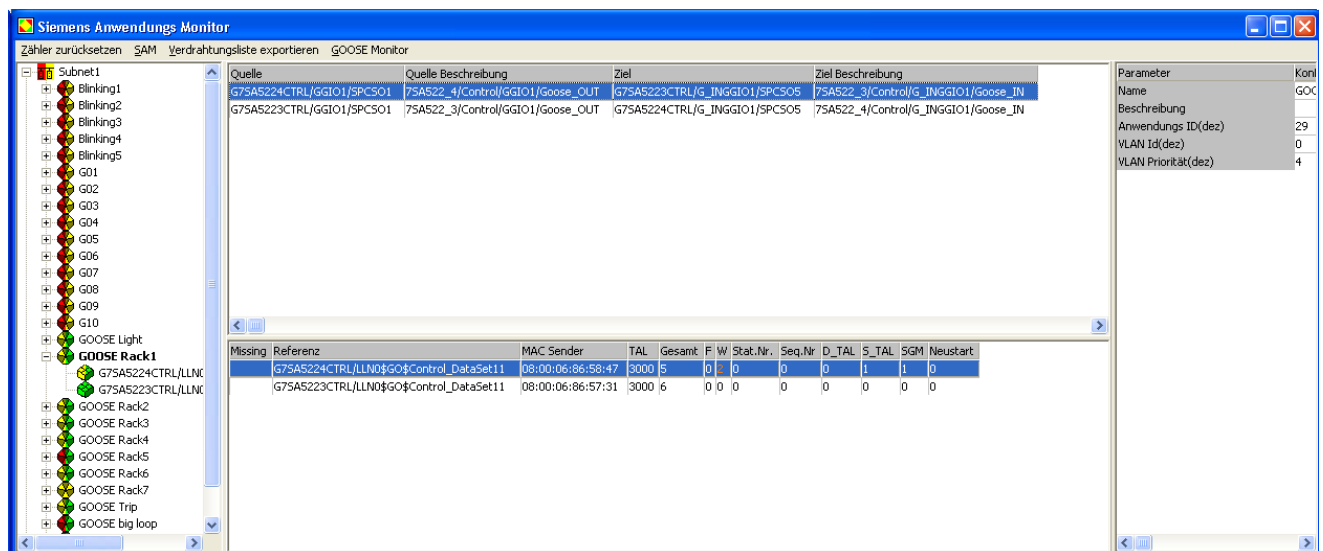 Siemens Anwendungs Monitor
Zähler zurücksetzen SAM Verdrahtungsliste exportieren GOOSE Monitor
Subnet1
Blinking1
Blinking2
Blinking3
Blinking4
Blinking5
G01
G02
G03
G04
G05
G06
G07
G08
G09
G10
GOOSE Light
GOOSE Rack1
G7SA5224CTRL/LLN0
G7SA5223CTRL/LLN0
GOOSE Rack2
GOOSE Rack3
GOOSE Rack4
GOOSE Rack5
GOOSE Rack6
GOOSE Rack7
GOOSE Trip
GOOSE big loop
Quelle Quelle Beschreibung Ziel Ziel Beschreibung
G7SA5224CTRL/GGIO1/SPCSO1 7SA522_4/Control/GGIO1/Goose_OUT G7SA5223CTRL/G_INGGIO1/SPCSO5 7SA522_3/Control/G_INGGIO1/Goose_IN
G7SA5223CTRL/GGIO1/SPCSO1 7SA522_3/Control/GGIO1/Goose_OUT G7SA5224CTRL/G_INGGIO1/SPCSO5 7SA522_4/Control/G_INGGIO1/Goose_IN
Missing Referenz MAC Sender TAL Gesamt F W Stat.Nr. Seq.Nr D_TAL S_TAL SGM Neustart
G7SA5224CTRL/LLN0$GO$Control_DataSet11 08:00:06:86:58:47 3000 5 0 2 0 0 0 1 1 0
G7SA5223CTRL/LLN0$GO$Control_DataSet11 08:00:06:86:57:31 3000 6 0 0 0 0 0 0 0 0
Parameter Konf
Name GOO
Beschreibung
Anwendungs ID(dez) 29
VLAN Id(dez) 0
VLAN Priorität(dez) 4